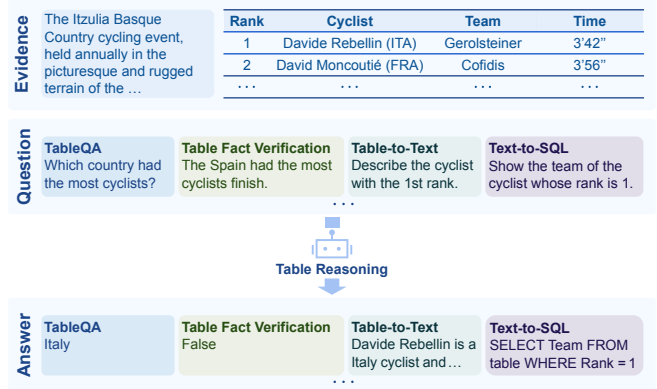 Evidence
The Itzulia Basque
Country cycling event,
held annually in the
picturesque and rugged
terrain of the …
Rank Cyclist Team Time
1 Davide Rebellin (ITA) Gerolsteiner 3’42’’
2 David Moncoutié (FRA) Cofidis 3’56’’
··· ··· ··· ···
Question
TableQA
Which country had
the most cyclists?
Table Fact Verification
The Spain had the most
cyclists finish.
Table-to-Text
Describe the cyclist
with the 1st rank.
Text-to-SQL
Show the team of the
cyclist whose rank is 1.
···
Table Reasoning
Answer
TableQA
Italy
Table Fact Verification
False
Table-to-Text
Davide Rebellin is a
Italy cyclist and …
Text-to-SQL
SELECT Team FROM
table WHERE Rank = 1
···